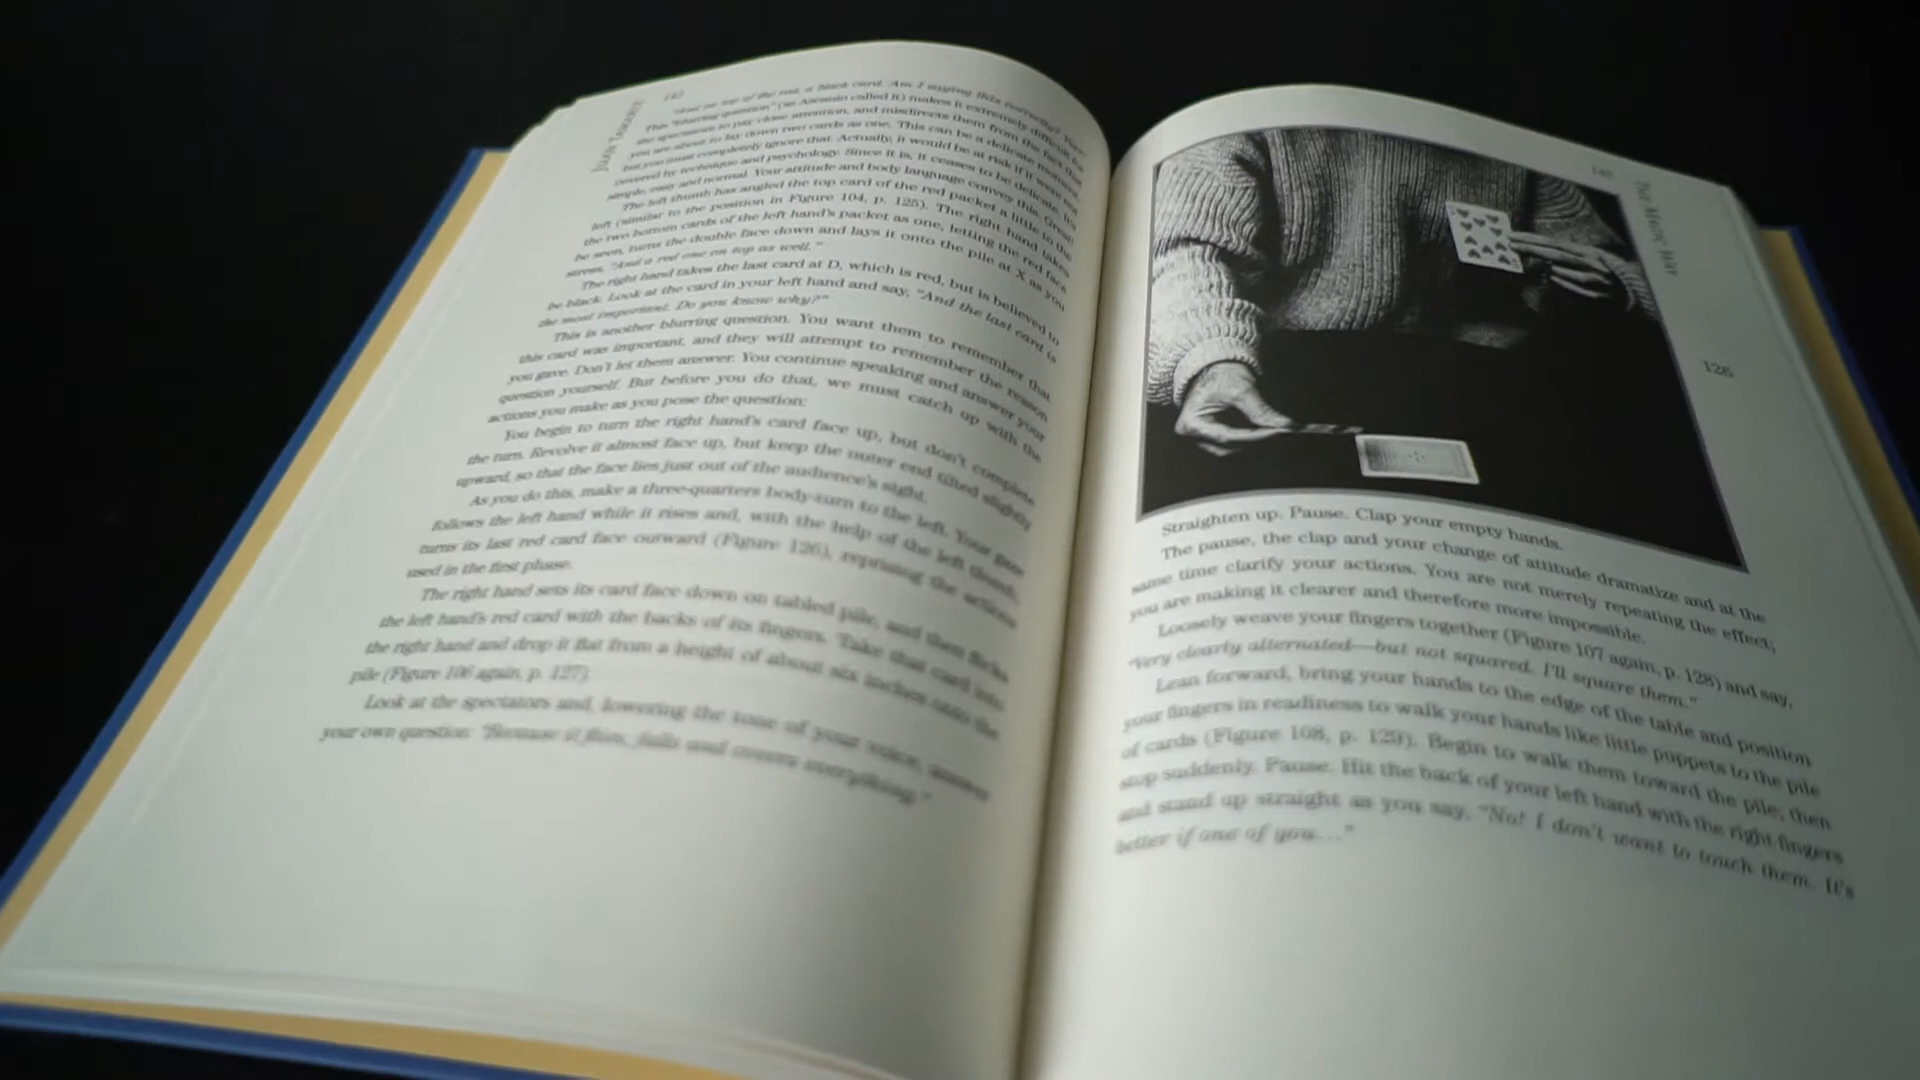 142
JUAN TAMARIZ
"And on top of the red, a black card. Am I saying this correctly?
This "blurring question" (as Ascanio called it) makes it extremely difficult for
the spectators to pay close attention, and misdirects them from the fact that
you are about to lay down two cards as one. This can be a delicate moment
but you must completely ignore that. Actually, it would be at risk if it were not
covered by technique and psychology. Since it is, it ceases to be delicate. It's
simple, easy and normal. Your attitude and body language convey this. Great!
The left thumb has angled the top card of the red packet a little to the
left (similar to the position in Figure 104, p. 125). The right hand takes
the two bottom cards of the left hand's packet as one, letting the red face
be seen, turns the double face down and lays it onto the pile at X, as you
stress, "And a red one on top as well."
The right hand takes the last card at D, which is red, but is believed to
be black. Look at the card in your left hand and say, "And the last card is
the most important. Do you know why?"
This is another blurring question. You want them to remember that
this card was important, and they will attempt to remember the reason
you gave. Don't let them answer. You continue speaking and answer your
question yourself. But before you do that, we must catch up with the
actions you make as you pose the question:
You begin to turn the right hand's card face up, but don't complete
the turn. Revolve it almost face up, but keep the outer end tilted slightly
upward, so that the face lies just out of the audience's sight.
As you do this, make a three-quarters body-turn to the left. Your gaze
follows the left hand while it rises and, with the help of the left thumb,
turns its last red card face outward (Figure 126), reprising the actions
used in the first phase.
The right hand sets its card face down on tabled pile, and then flicks
the left hand's red card with the backs of its fingers. Take that card into
the right hand and drop it flat from a height of about six inches onto the
pile (Figure 106 again, p. 127).
Look at the spectators and, lowering the tone of your voice, answer
your own question: "Because it flies, falls and covers everything."
THE MAGIC WAY
126
Straighten up. Pause. Clap your empty hands.
The pause, the clap and your change of attitude dramatize and at the
same time clarify your actions. You are not merely repeating the effect;
you are making it clearer and therefore more impossible.
Loosely weave your fingers together (Figure 107 again, p. 128) and say,
"Very clearly alternated—but not squared. I'll square them."
Lean forward, bring your hands to the edge of the table and position
your fingers in readiness to walk your hands like little puppets to the pile
of cards (Figure 108, p. 129). Begin to walk them toward the pile; then
stop suddenly. Pause. Hit the back of your left hand with the right fingers
and stand up straight as you say, "No! I don't want to touch them. It's
better if one of you…"